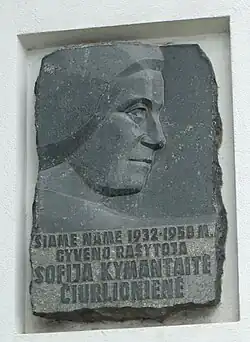 ŠIAME NAME 1932-1958 M.
GYVENO RAŠYTOJA
SOFIJA KYMANTAITĖ
ČIURLIONIENĖ